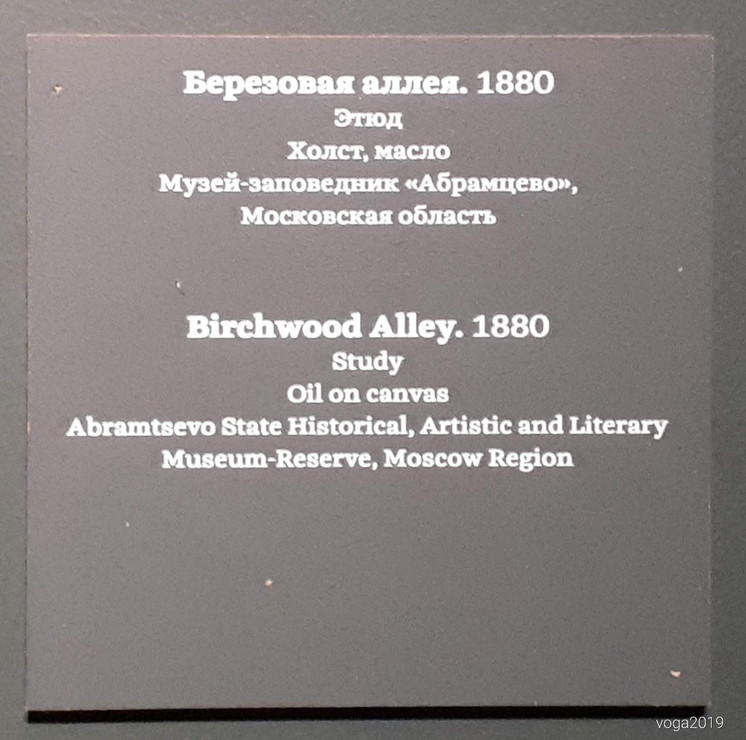 Березовая аллея. 1880
Этюд
Холст, масло
Музей-заповедник «Абрамцево»,
Московская область
Birchwood Alley. 1880
Study
Oil on canvas
Abramtsevo State Historical, Artistic and Literary
Museum-Reserve, Moscow Region
voga2019